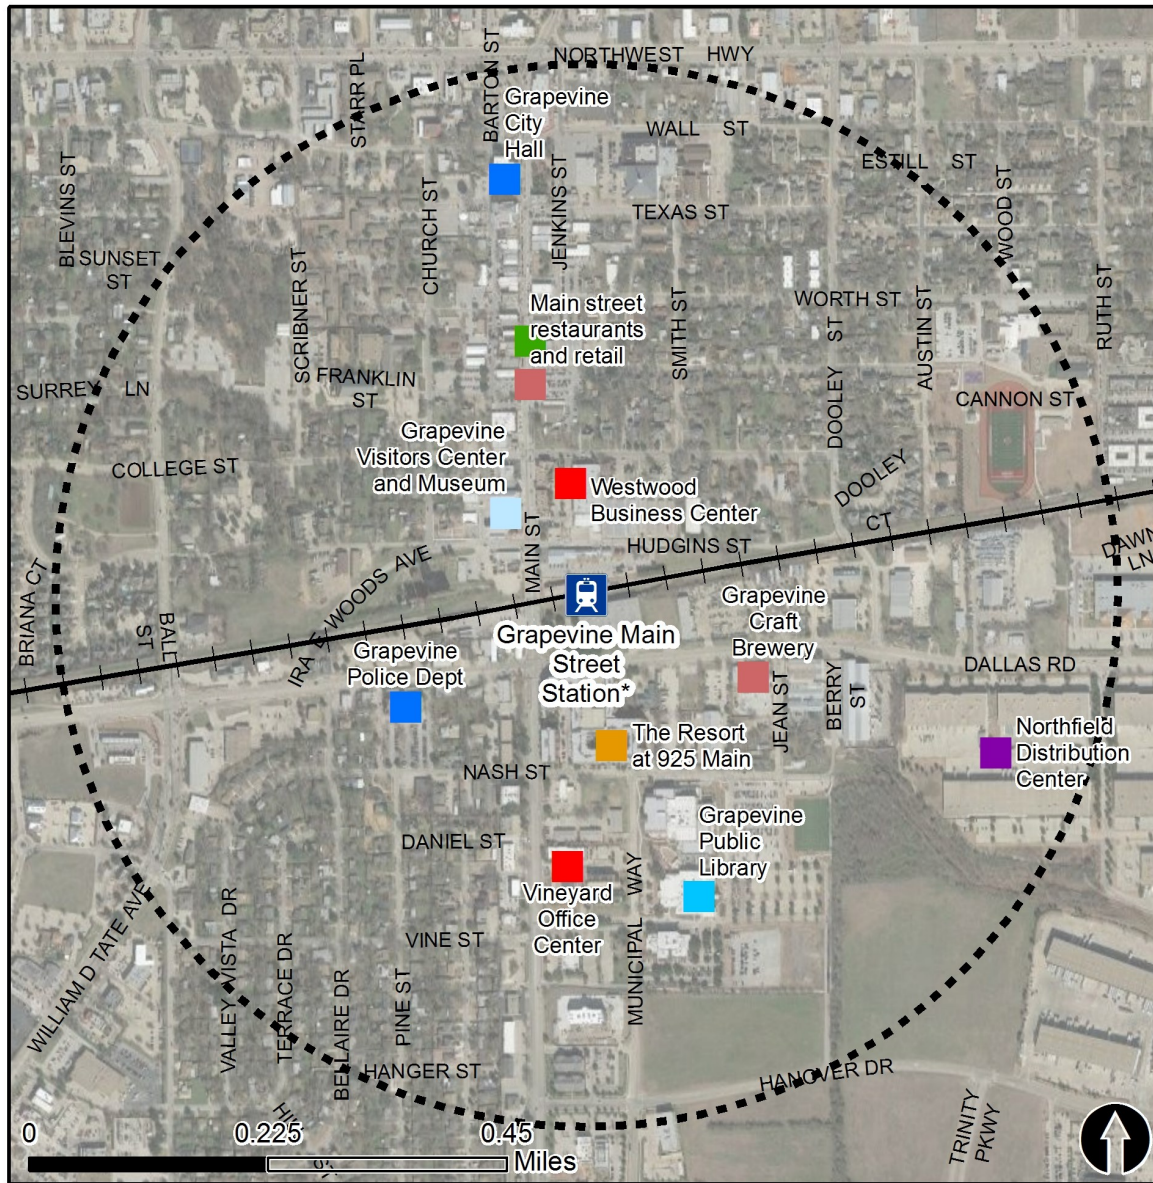 NORTHWEST HWY
STARR PL
BARTON ST
Grapevine
City
Hall
WALL ST
ESTILL ST
BLEVINS ST
CHURCH ST
JENKINS ST
TEXAS ST
WOOD ST
SUNSET
ST
SCRIBNER ST
Main street
restaurants
and retail
SMITH ST
WORTH ST
DOOLEY ST
AUSTIN ST
RUTH ST
SURREY LN
FRANKLIN
ST
CANNON ST
Grapevine
Visitors Center
and Museum
COLLEGE ST
Westwood
Business Center
DOOLEY
CT
MAIN ST
HUDGINS ST
DAWN
LN
BRIANA CT
BALL
ST
IRA E WOODS AVE
Grapevine Main
Street
Station*
Grapevine
Craft
Brewery
Grapevine
Police Dept
DALLAS RD
JEAN ST
BERRY
ST
The Resort
at 925 Main
Northfield
Distribution
Center
NASH ST
DANIEL ST
Grapevine
Public
Library
Vineyard
Office
Center
MUNICIPAL WAY
WILLIAM D TATE AVE
VALLEY VISTA DR
TERRACE DR
BELLAIRE DR
PINE ST
VINE ST
HANGER ST
HANOVER DR
TRINITY
PKWY
0 0.225 0.45
Miles